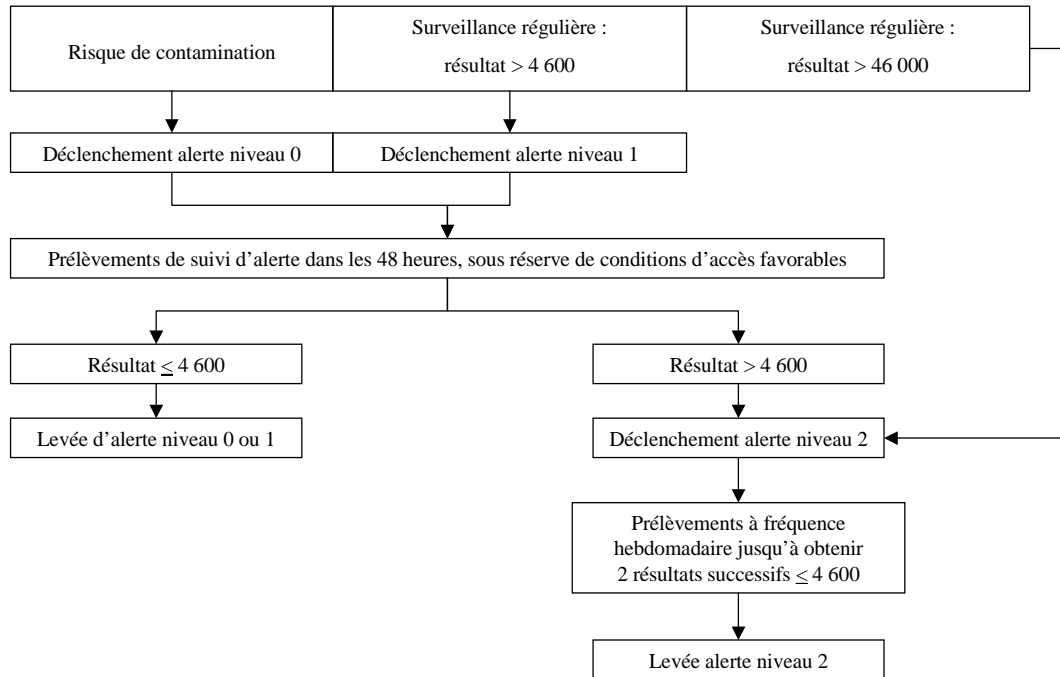 Risque de contamination
Surveillance régulière :
résultat > 4 600
Surveillance régulière :
résultat > 46 000
Déclenchement alerte niveau 0
Déclenchement alerte niveau 1
Prélèvements de suivi d’alerte dans les 48 heures, sous réserve de conditions d’accès favorables
Résultat ≤ 4 600
Résultat > 4 600
Levée d’alerte niveau 0 ou 1
Déclenchement alerte niveau 2
Prélèvements à fréquence
hebdomadaire jusqu’à obtenir
2 résultats successifs ≤ 4 600
Levée alerte niveau 2